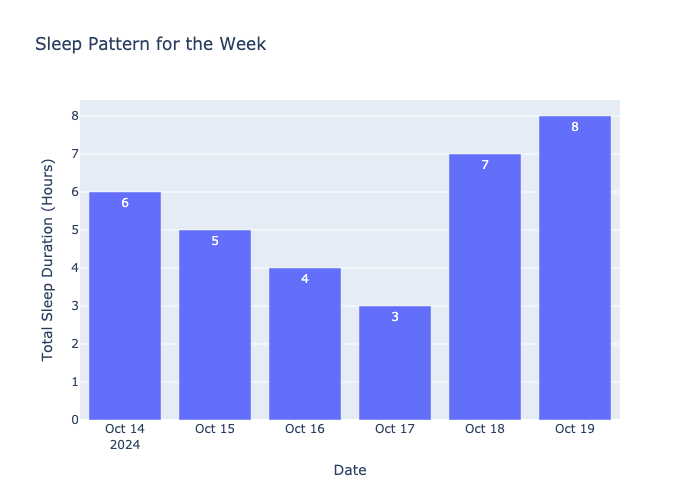 Sleep Pattern for the Week
Total Sleep Duration (Hours)
8
7
6
5
4
3
2
1
0
6
5
4
3
7
8
Oct 14
2024
Oct 15
Oct 16
Oct 17
Oct 18
Oct 19
Date